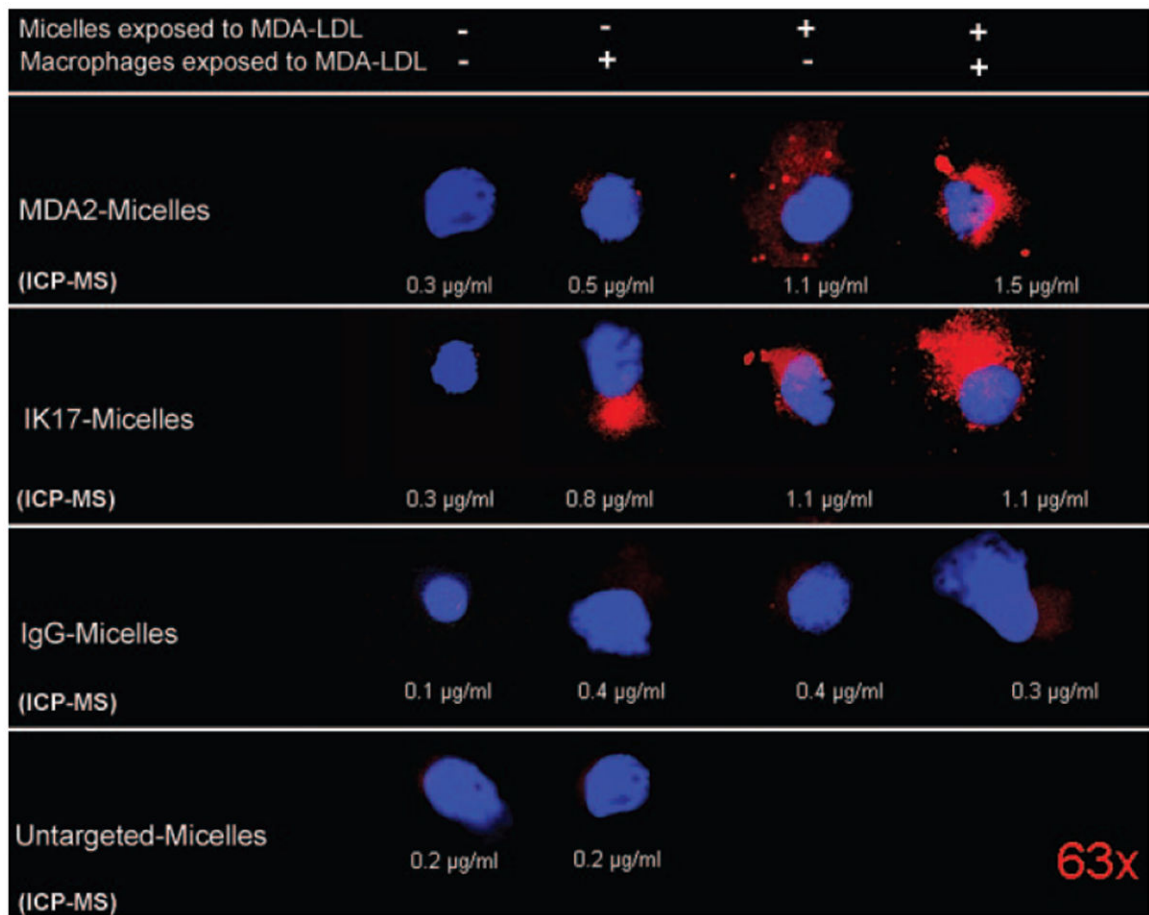 Micelles exposed to MDA-LDL - - + +
Macrophages exposed to MDA-LDL - + - +
MDA2-Micelles
(ICP-MS) 0.3 µg/ml 0.5 µg/ml 1.1 µg/ml 1.5 µg/ml
IK17-Micelles
(ICP-MS) 0.3 µg/ml 0.8 µg/ml 1.1 µg/ml 1.1 µg/ml
IgG-Micelles
(ICP-MS) 0.1 µg/ml 0.4 µg/ml 0.4 µg/ml 0.3 µg/ml
Untargeted-Micelles
0.2 µg/ml 0.2 µg/ml
63x
(ICP-MS)